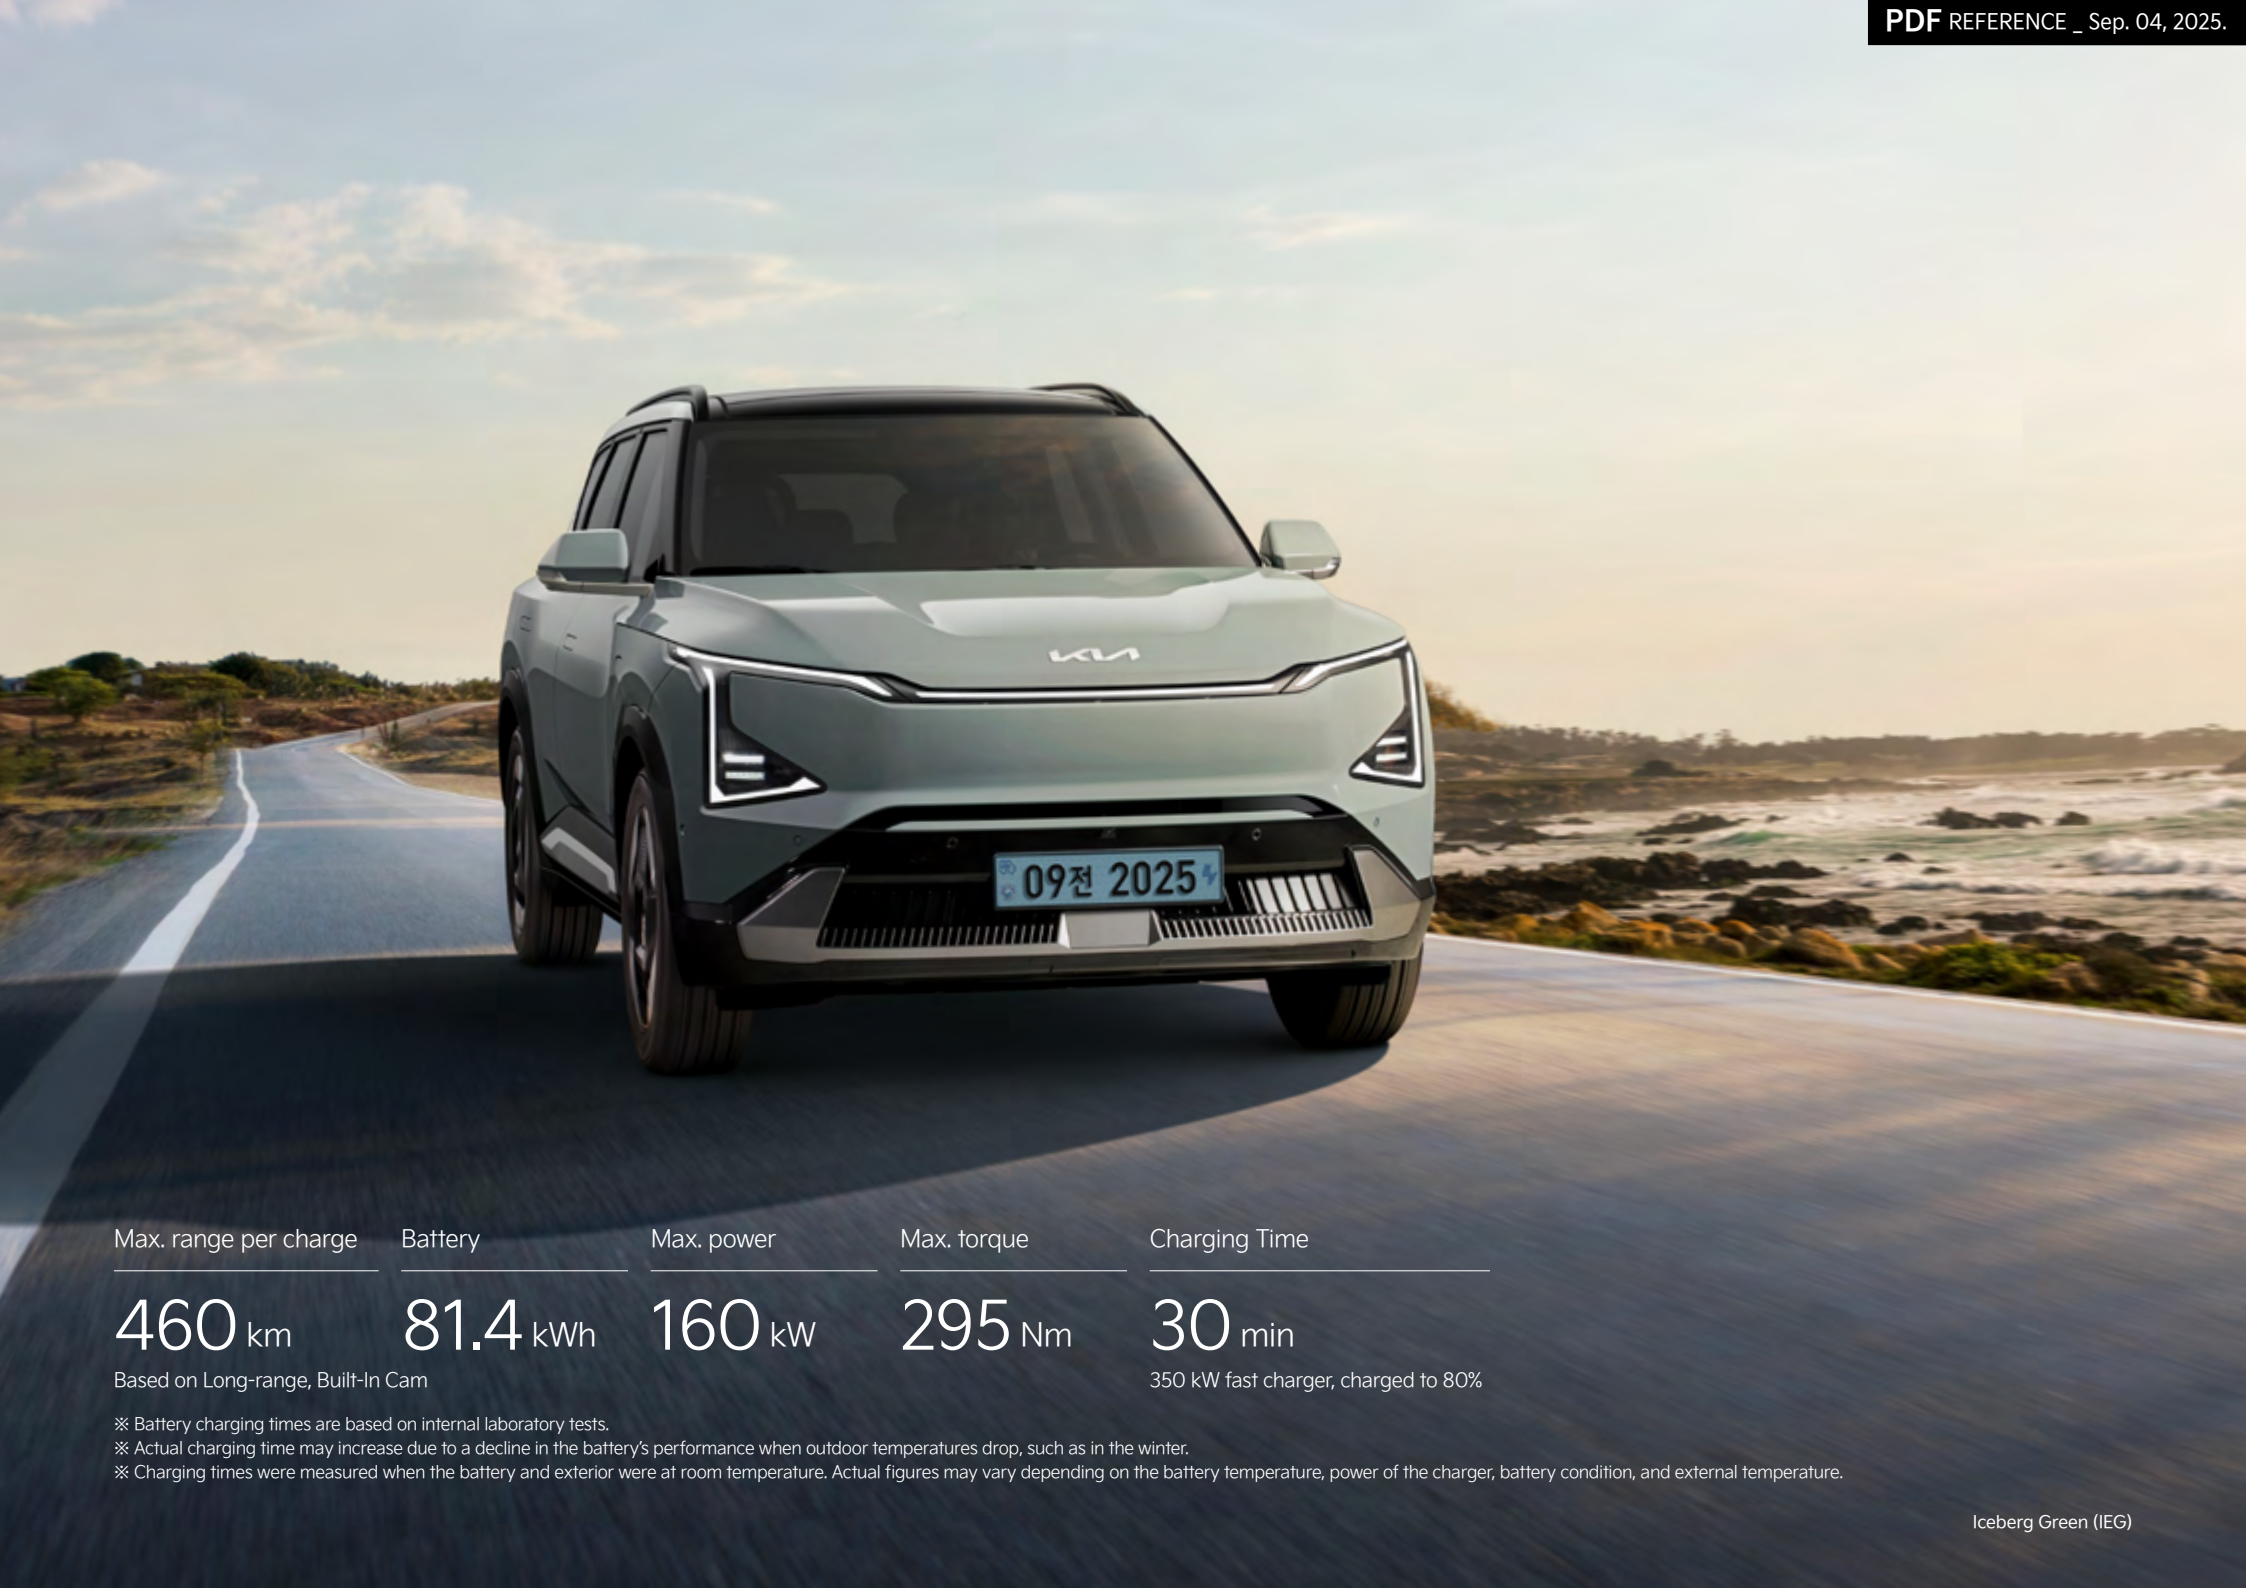 PDF REFERENCE _ Sep. 04, 2025.
KIA
09전 2025
Max. range per charge
460 km
Based on Long-range, Built-In Cam
Battery
81.4 kWh
Max. power
160 kW
Max. torque
295 Nm
Charging Time
30 min
350 kW fast charger, charged to 80%
※ Battery charging times are based on internal laboratory tests.
※ Actual charging time may increase due to a decline in the battery's performance when outdoor temperatures drop, such as in the winter.
※ Charging times were measured when the battery and exterior were at room temperature. Actual figures may vary depending on the battery temperature, power of the charger, battery condition, and external temperature.
Iceberg Green (IEG)